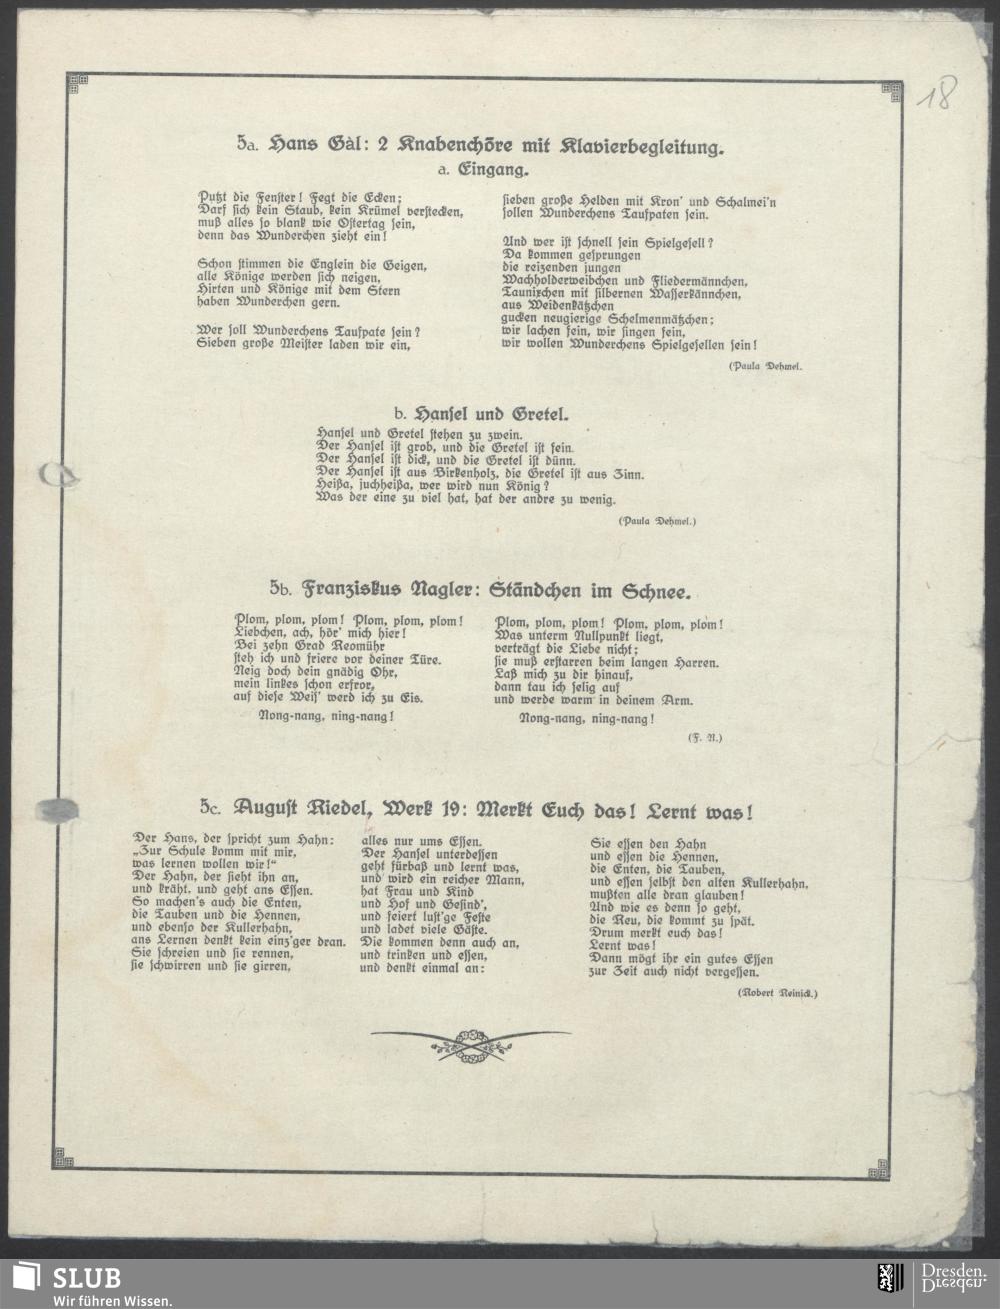 18
5a. Hans Gàl: 2 Knabenchöre mit Klavierbegleitung.
a. Eingang.
Putzt die Fenster! Fegt die Ecken;
Darf sich kein Staub, kein Krümel verstecken,
muß alles so blank wie Ostertag sein,
denn das Wunderchen zieht ein!
Schon stimmen die Englein die Geigen,
alle Könige werden sich neigen,
Hirten und Könige mit dem Stern
haben Wunderchen gern.
Wer soll Wunderchens Taufpate sein?
Sieben große Meister laden wir ein,
sieben große Helden mit Kron' und Schalmei'n
sollen Wunderchens Taufpaten sein.
Und wer ist schnell sein Spielgesell?
Da kommen gesprungen
die reizenden jungen
Wachholderweibchen und Fliedermännchen,
Taunixchen mit silbernen Wasserkännchen,
aus Weidenkätzchen
gucken neugierige Schelmenmätzchen;
wir lachen fein, wir singen fein,
wir wollen Wunderchens Spielgesellen sein!
(Paula Dehmel.
b. Hansel und Gretel.
Hansel und Gretel stehen zu zwein.
Der Hansel ist grob, und die Gretel ist fein.
Der Hansel ist dick, und die Gretel ist dünn.
Der Hansel ist aus Birkenholz, die Gretel ist aus Zinn.
Heißa, juchheißa, wer wird nun König?
Was der eine zu viel hat, hat der andre zu wenig.
(Paula Dehmel.)
5b. Franziskus Nagler: Ständchen im Schnee.
Plom, plom, plom! Plom, plom, plom!
Liebchen, ach, hör' mich hier!
Bei zehn Grad Reomühr
steh ich und friere vor deiner Türe.
Neig doch dein gnädig Ohr,
mein linkes schon erfror,
auf diese Weis' werd ich zu Eis.
Nong-nang, ning-nang!
Plom, plom, plom! Plom, plom, plom!
Was unterm Nullpunkt liegt,
verträgt die Liebe nicht;
sie muß erstarren beim langen Harren.
Laß mich zu dir hinauf,
dann tau ich selig auf
und werde warm in deinem Arm.
Nong-nang, ning-nang!
(F. N.)
5c. August Riedel, Werk 19: Merkt Euch das! Lernt was!
Der Hans, der spricht zum Hahn:
„Zur Schule komm mit mir,
was lernen wollen wir!“
Der Hahn, der sieht ihn an,
und kräht, und geht ans Essen.
So machen's auch die Enten,
die Tauben und die Hennen,
und ebenso der Kullerhahn,
ans Lernen denkt kein einz'ger dran.
Sie schreien und sie rennen,
sie schwirren und sie girren,
alles nur ums Essen.
Der Hansel unterdessen
geht fürbaß und lernt was,
und wird ein reicher Mann,
hat Frau und Kind
und Hof und Gesind',
und feiert lust'ge Feste
und ladet viele Gäste.
Die kommen denn auch an,
und trinken und essen,
und denkt einmal an:
Sie essen den Hahn
und essen die Hennen,
die Enten, die Tauben,
und essen selbst den alten Kullerhahn,
mußten alle dran glauben!
Und wie es denn so geht,
die Reu, die kommt zu spät.
Drum merkt euch das!
Lernt was!
Dann mögt ihr ein gutes Essen
zur Zeit auch nicht vergessen.
(Robert Reinick.)
SLUB
Wir führen Wissen.
Dresden.
Dresden.